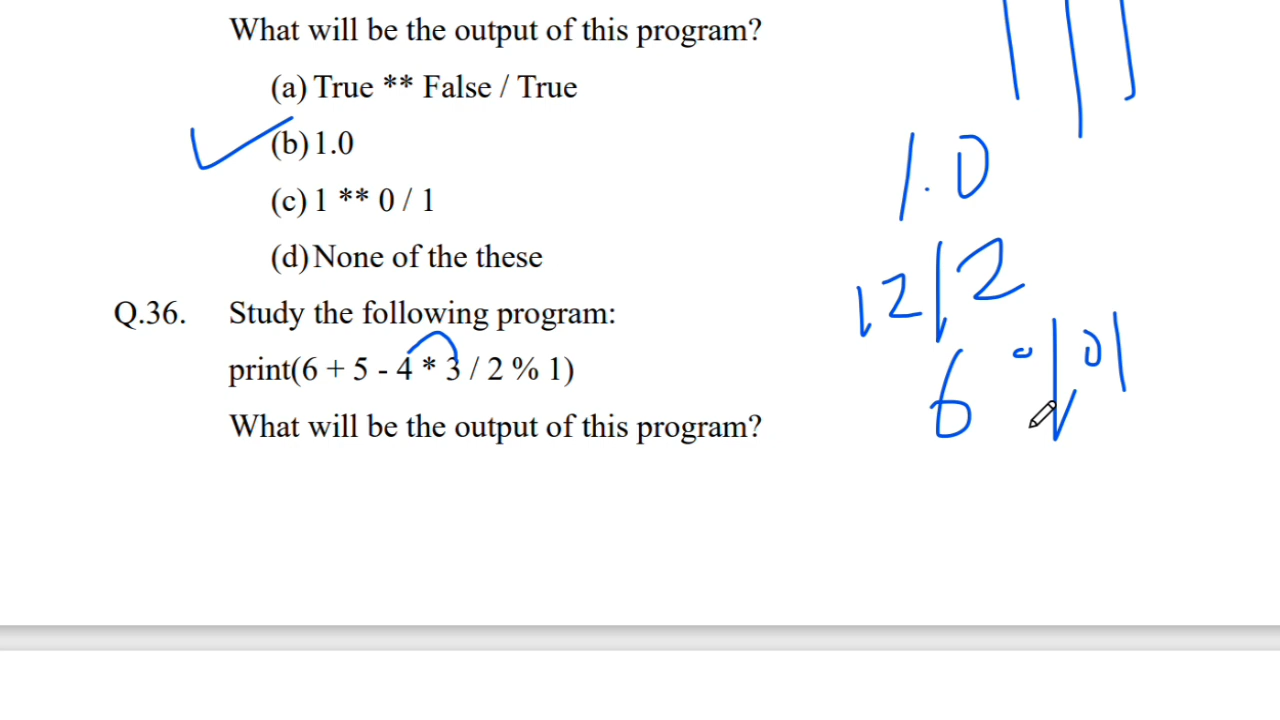 What will be the output of this program?
(a) True ** False / True
(b) 1.0
(c) 1 ** 0 / 1
(d) None of the these
Q.36. Study the following program:
print(6 + 5 - 4 * 3 / 2 % 1)
What will be the output of this program?
1.0
12/2
6 % 1